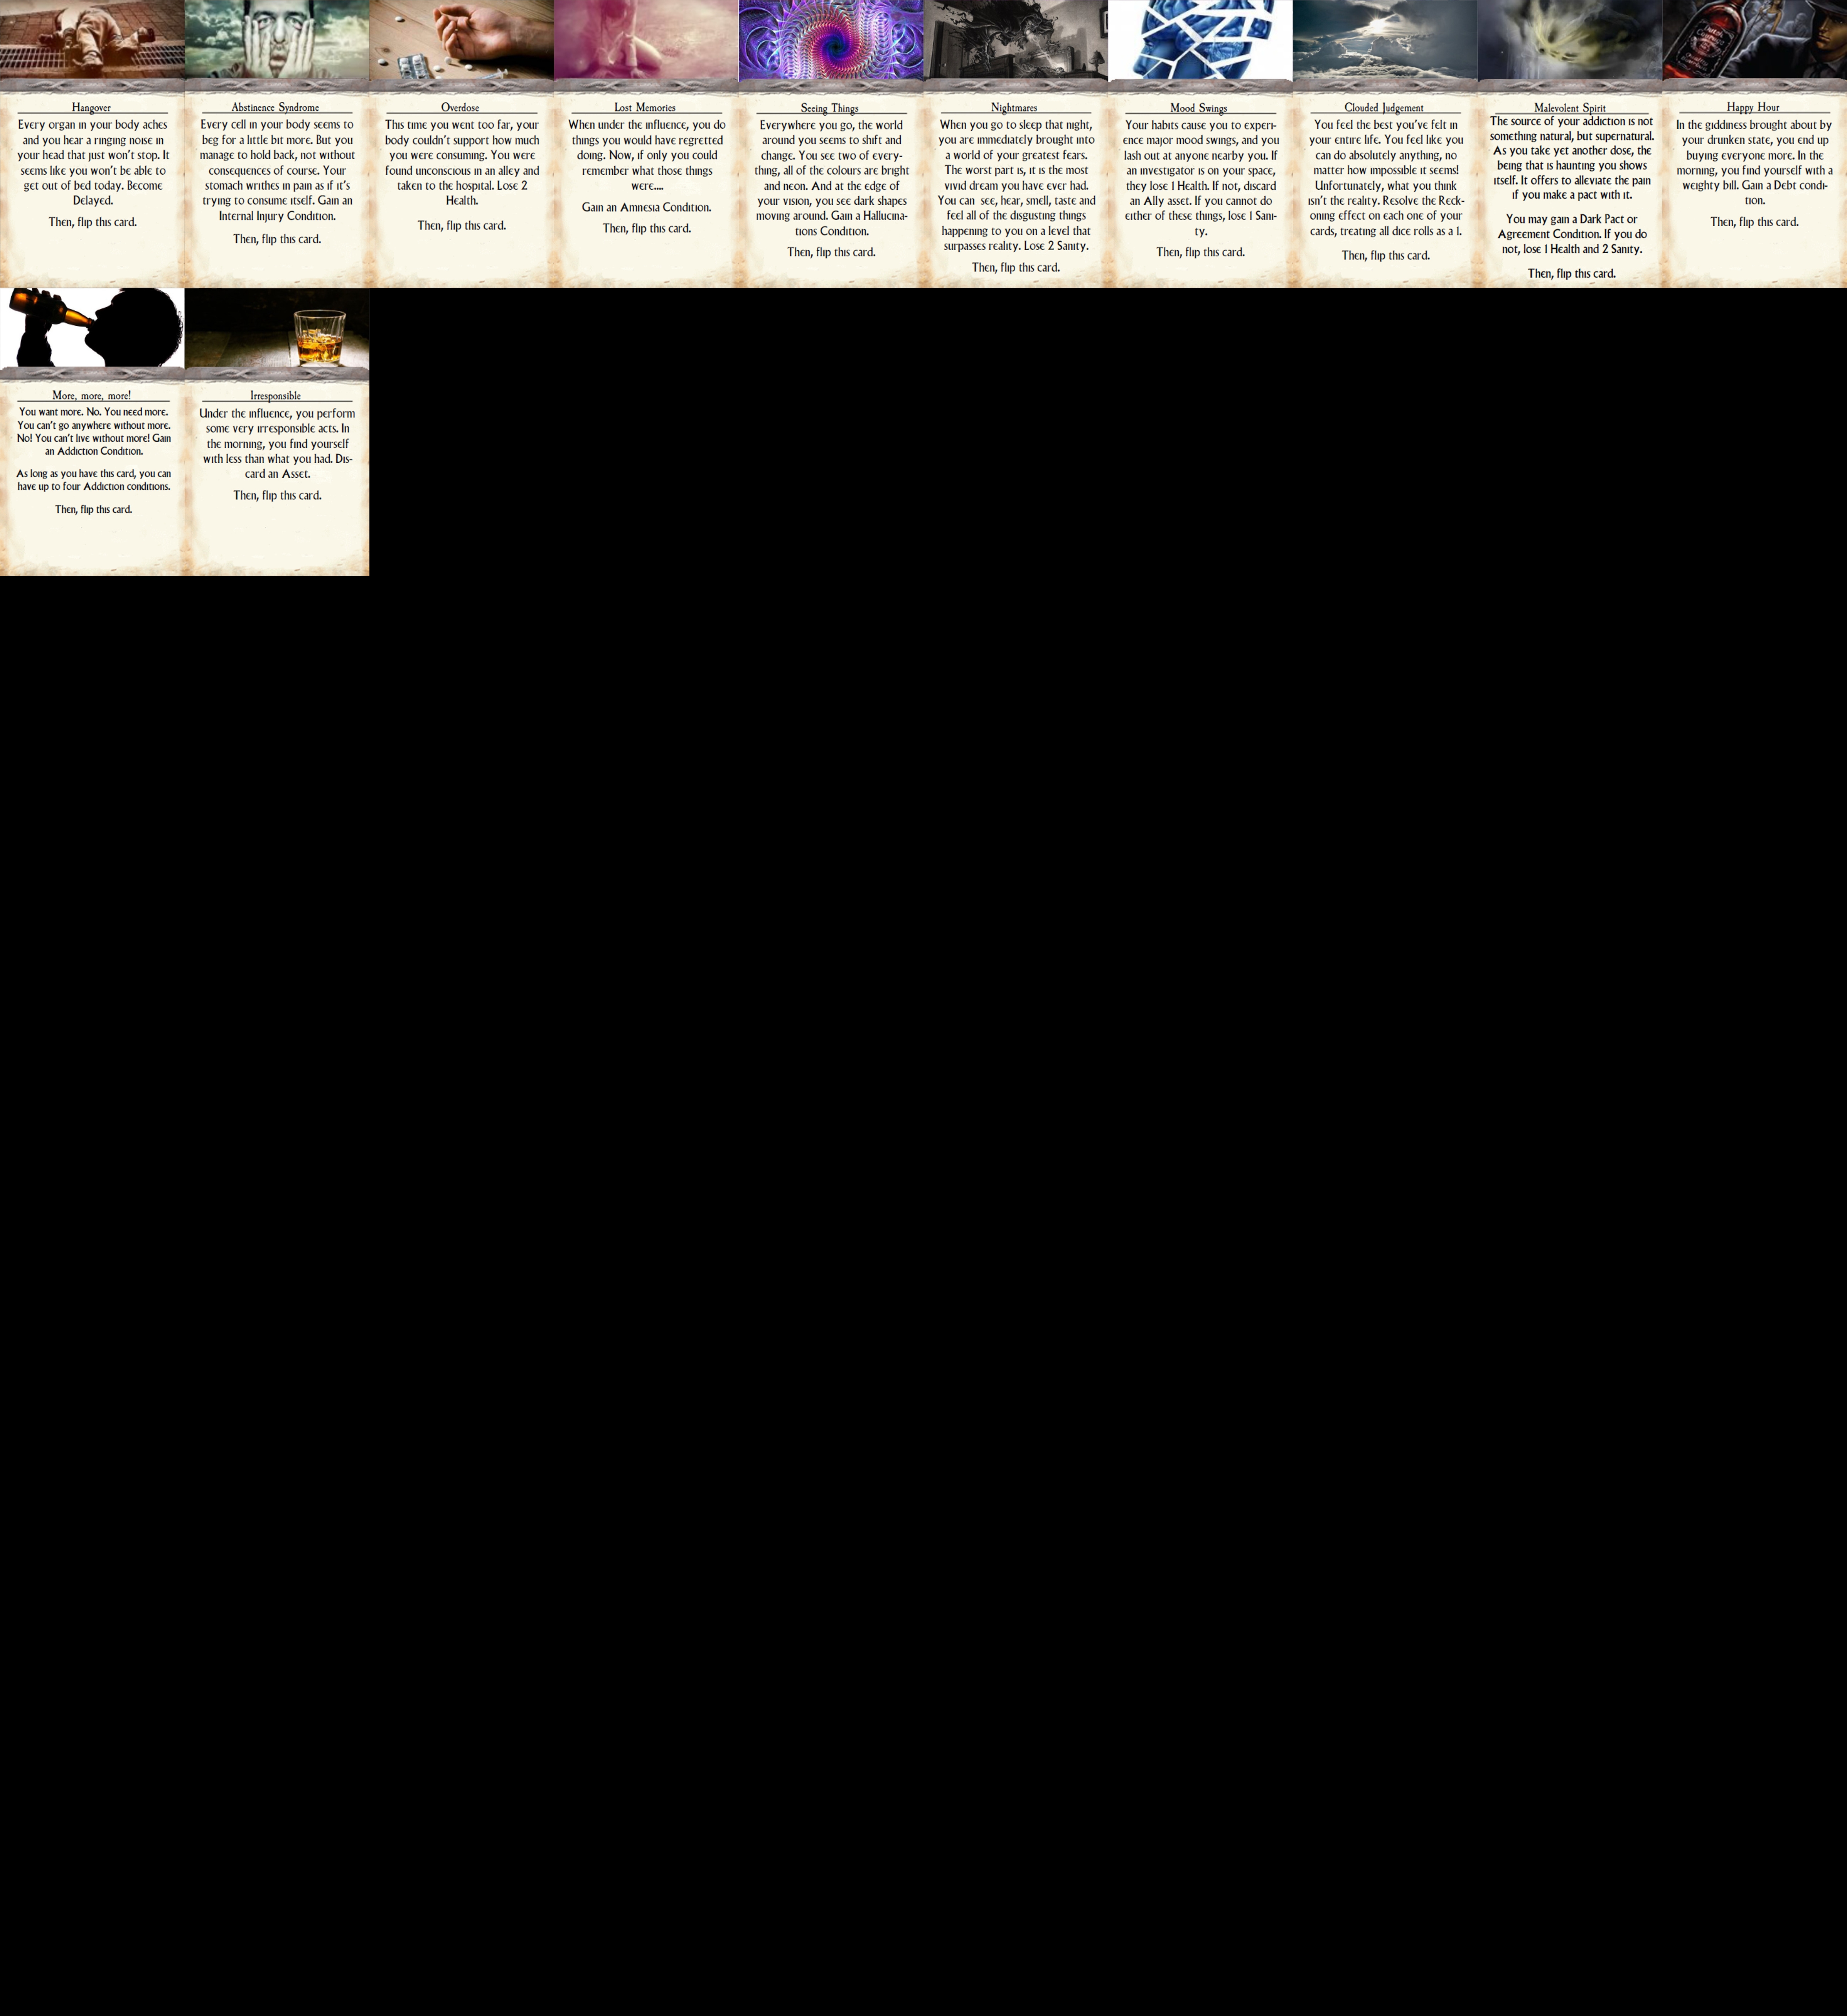 Hangover
Every organ in your body aches
and you hear a ringing noise in
your head that just won't stop. It
seems like you won't be able to
get out of bed today. Become
Delayed.
Then, flip this card.
Abstinence Syndrome
Every cell in your body seems to
beg for a little bit more. But you
manage to hold back, not without
consequences of course. Your
stomach writhes in pain as if it's
trying to consume itself. Gain an
Internal Injury Condition.
Then, flip this card.
Overdose
This time you went too far, your
body couldn't support how much
you were consuming. You were
found unconscious in an alley and
taken to the hospital. Lose 2
Health.
Then, flip this card.
Lost Memories
When under the influence, you do
things you would have regretted
doing. Now, if only you could
remember what those things
were....
Gain an Amnesia Condition.
Then, flip this card.
Seeing Things
Everywhere you go, the world
around you seems to shift and
change. You see two of every-
thing, all of the colours are bright
and neon. And at the edge of
your vision, you see dark shapes
moving around. Gain a Hallucina-
tions Condition.
Then, flip this card.
Nightmares
When you go to sleep that night,
you are immediately brought into
a world of your greatest fears.
The worst part is, it is the most
vivid dream you have ever had.
You can see, hear, smell, taste and
feel all of the disgusting things
happening to you on a level that
surpasses reality. Lose 2 Sanity.
Then, flip this card.
Mood Swings
Your habits cause you to experi-
ence major mood swings, and you
lash out at anyone nearby you. If
an investigator is on your space,
they lose 1 Health. If not, discard
an Ally asset. If you cannot do
either of these things, lose 1 Sani-
ty.
Then, flip this card.
Clouded Judgement
You feel the best you've felt in
your entire life. You feel like you
can do absolutely anything, no
matter how impossible it seems!
Unfortunately, what you think
isn't the reality. Resolve the Reck-
oning effect on each one of your
cards, treating all dice rolls as a 1.
Then, flip this card.
Malevolent Spirit
The source of your addiction is not
something natural, but supernatural.
As you take yet another dose, the
being that is haunting you shows
itself. It offers to alleviate the pain
if you make a pact with it.
You may gain a Dark Pact or
Agreement Condition. If you do
not, lose 1 Health and 2 Sanity.
Then, flip this card.
Happy Hour
In the giddiness brought about by
your drunken state, you end up
buying everyone more. In the
morning, you find yourself with a
weighty bill. Gain a Debt condi-
tion.
Then, flip this card.
More, more, more!
You want more. No. You need more.
You can't go anywhere without more.
No! You can't live without more! Gain
an Addiction Condition.
As long as you have this card, you can
have up to four Addiction conditions.
Then, flip this card.
Irresponsible
Under the influence, you perform
some very irresponsible acts. In
the morning, you find yourself
with less than what you had. Dis-
card an Asset.
Then, flip this card.